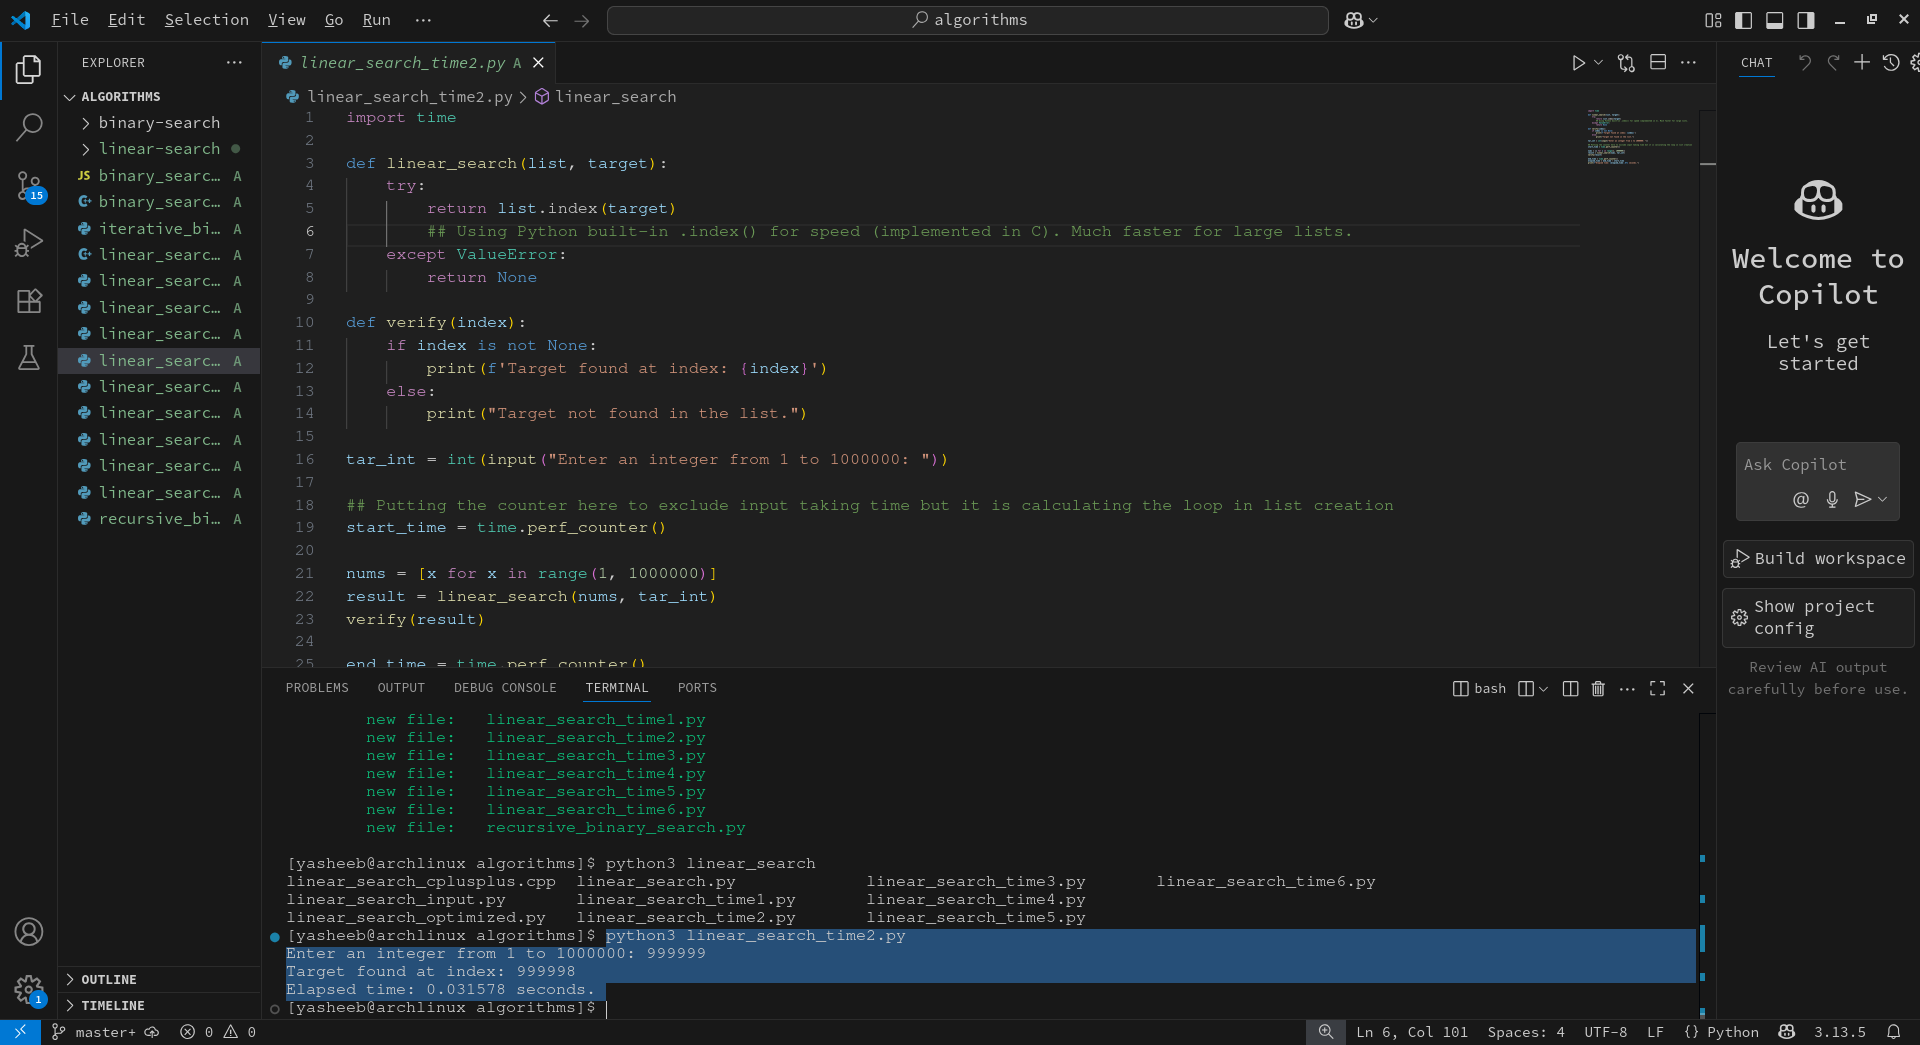 File Edit Selection View Go Run ···
algorithms
EXPLORER ···
ALGORITHMS
binary-search
linear-search
JS binary_searc... A
binary_searc... A
iterative_bi... A
linear_searc... A
linear_searc... A
linear_searc... A
linear_searc... A
linear_searc... A
linear_searc... A
linear_searc... A
linear_searc... A
linear_searc... A
linear_searc... A
recursive_bi... A
OUTLINE
TIMELINE
15
1
linear_search_time2.py A
linear_search_time2.py > linear_search
1 import time
2
3 def linear_search(list, target):
4 try:
5 return list.index(target)
6 ## Using Python built-in .index() for speed (implemented in C). Much faster for large lists.
7 except ValueError:
8 return None
9
10 def verify(index):
11 if index is not None:
12 print(f'Target found at index: {index}')
13 else:
14 print("Target not found in the list.")
15
16 tar_int = int(input("Enter an integer from 1 to 1000000: "))
17
18 ## Putting the counter here to exclude input taking time but it is calculating the loop in list creation
19 start_time = time.perf_counter()
20
21 nums = [x for x in range(1, 1000000)]
22 result = linear_search(nums, tar_int)
23 verify(result)
24
25 end_time = time.perf_counter()
PROBLEMS OUTPUT DEBUG CONSOLE TERMINAL PORTS
bash
new file: linear_search_time1.py
new file: linear_search_time2.py
new file: linear_search_time3.py
new file: linear_search_time4.py
new file: linear_search_time5.py
new file: linear_search_time6.py
new file: recursive_binary_search.py
[yasheeb@archlinux algorithms]$ python3 linear_search
linear_search_cplusplus.cpp linear_search.py linear_search_time3.py linear_search_time6.py
linear_search_input.py linear_search_time1.py linear_search_time4.py
linear_search_optimized.py linear_search_time2.py linear_search_time5.py
[yasheeb@archlinux algorithms]$ python3 linear_search_time2.py
Enter an integer from 1 to 1000000: 999999
Target found at index: 999998
Elapsed time: 0.031578 seconds.
[yasheeb@archlinux algorithms]$
CHAT
Welcome to
Copilot
Let's get
started
Ask Copilot
@
Build workspace
Show project
config
Review AI output
carefully before use.
master+ 0 0
Ln 6, Col 101 Spaces: 4 UTF-8 LF {} Python 3.13.5